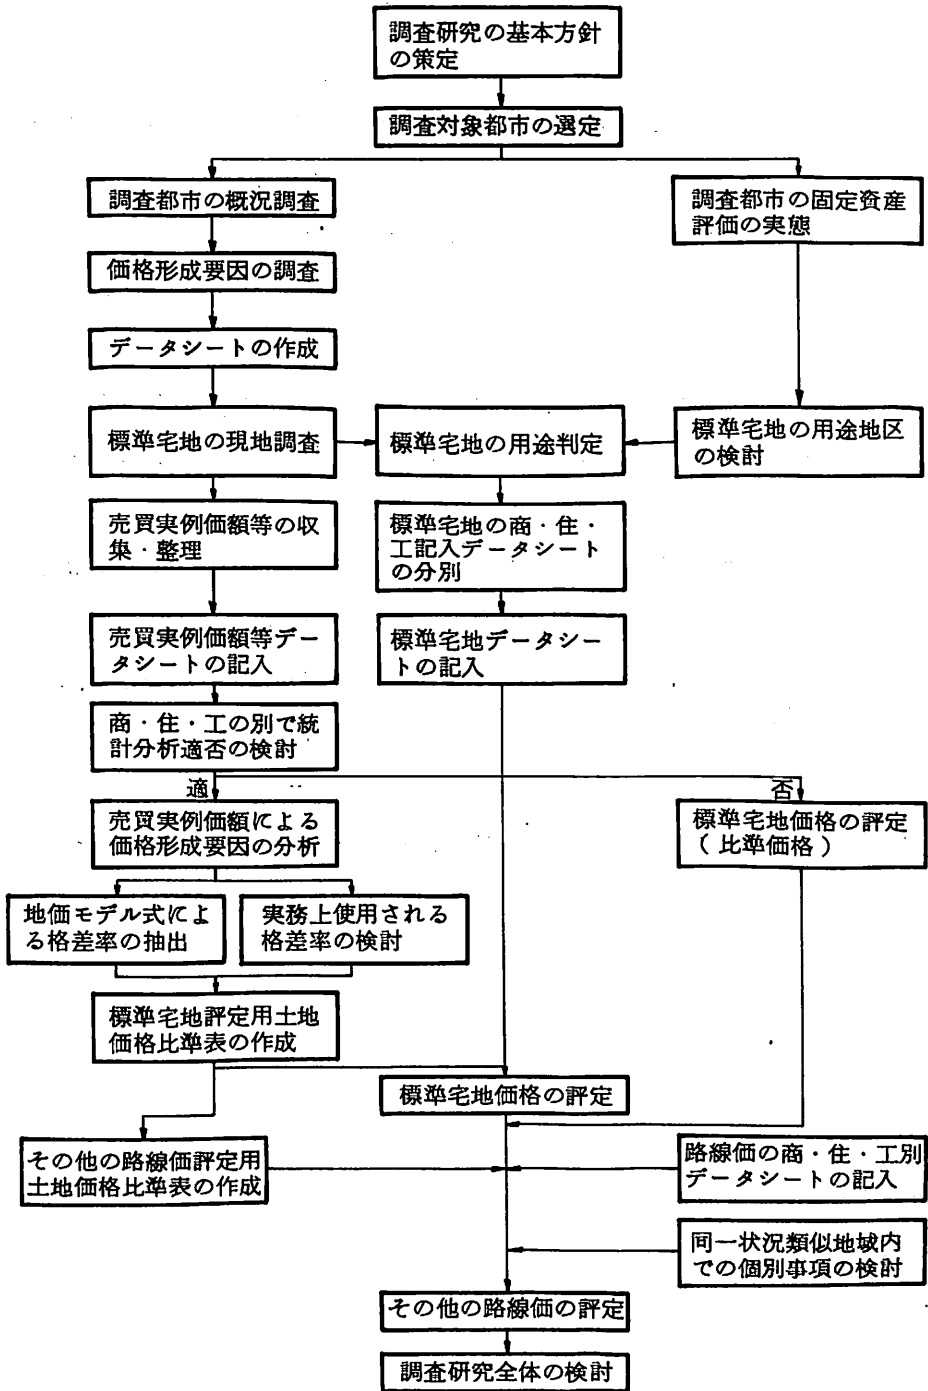 調査研究の基本方針
の策定
調査対象都市の選定
調査都市の概況調査
調査都市の固定資産
評価の実態
価格形成要因の調査
データシートの作成
標準宅地の現地調査
標準宅地の用途判定
標準宅地の用途地区
の検討
売買実例価額等の収
集・整理
標準宅地の商・住・
工記入データシート
の分別
売買実例価額等デー
タシートの記入
標準宅地データシー
トの記入
商・住・工の別で統
計分析適否の検討
適
否
売買実例価額による
価格形成要因の分析
標準宅地価格の評定
(比準価格)
地価モデル式によ
る格差率の抽出
実務上使用される
格差率の検討
標準宅地評定用土地
価格比準表の作成
標準宅地価格の評定
その他の路線価評定用
土地価格比準表の作成
路線価の商・住・工別
データシートの記入
同一状況類似地域内
での個別事項の検討
その他の路線価の評定
調査研究全体の検討